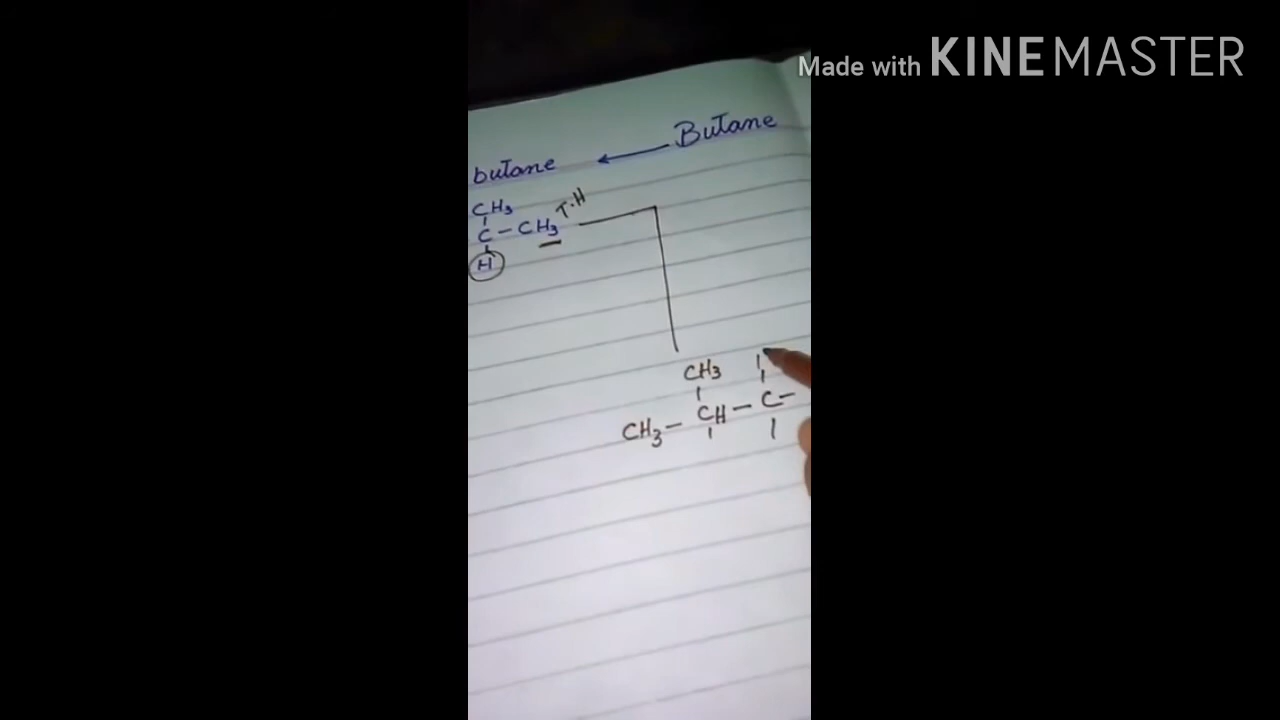 Made with KINEMASTER
Butane
butane ←
CH3 T.H
C – CH3
H
CH3
CH3 – CH – C –